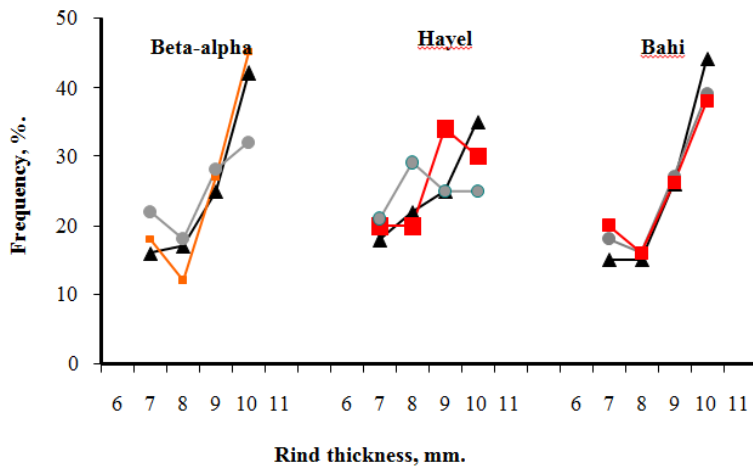 Beta-alpha
Hayel
Bahi
Frequency, %.
50
40
30
20
10
0
6 7 8 9 10 11 6 7 8 9 10 11 6 7 8 9 10 11
Rind thickness, mm.